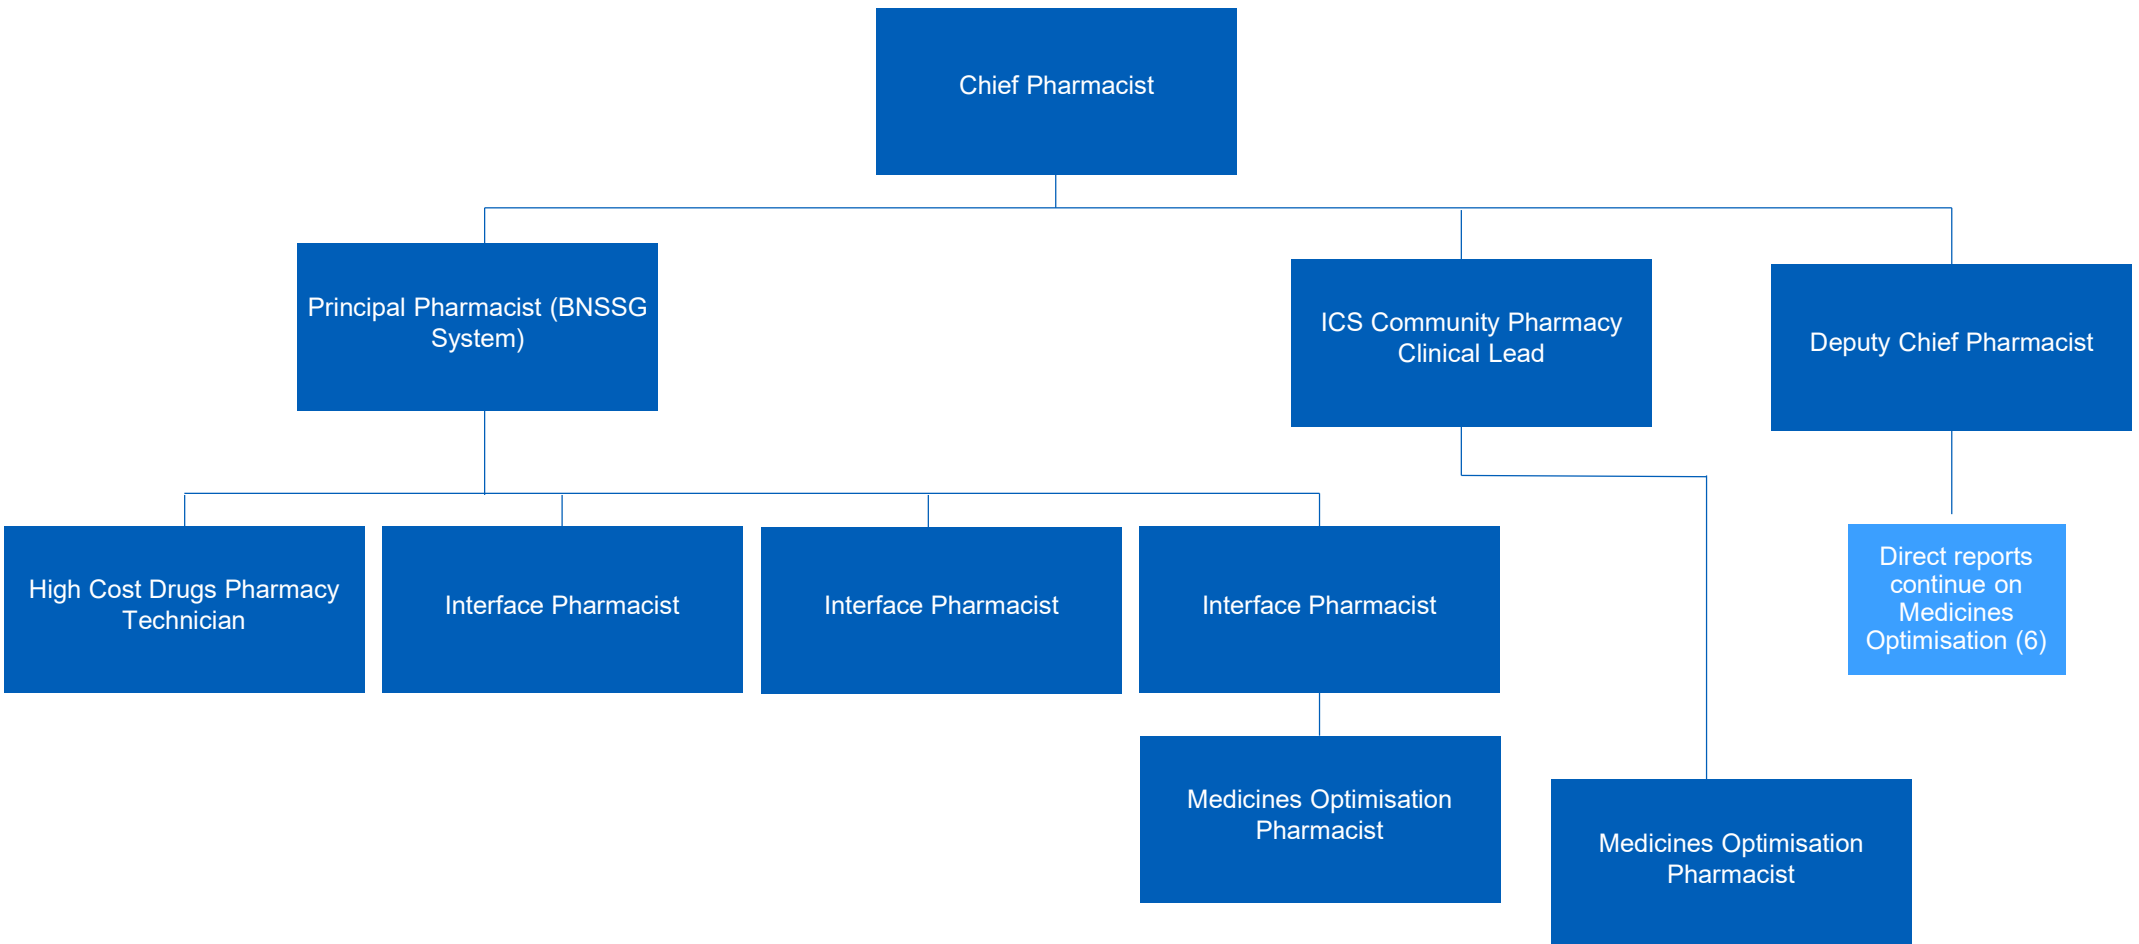 Chief Pharmacist
Principal Pharmacist (BNSSG
System)
ICS Community Pharmacy
Clinical Lead
Deputy Chief Pharmacist
High Cost Drugs Pharmacy
Technician
Interface Pharmacist
Interface Pharmacist
Interface Pharmacist
Direct reports
continue on
Medicines
Optimisation (6)
Medicines Optimisation
Pharmacist
Medicines Optimisation
Pharmacist